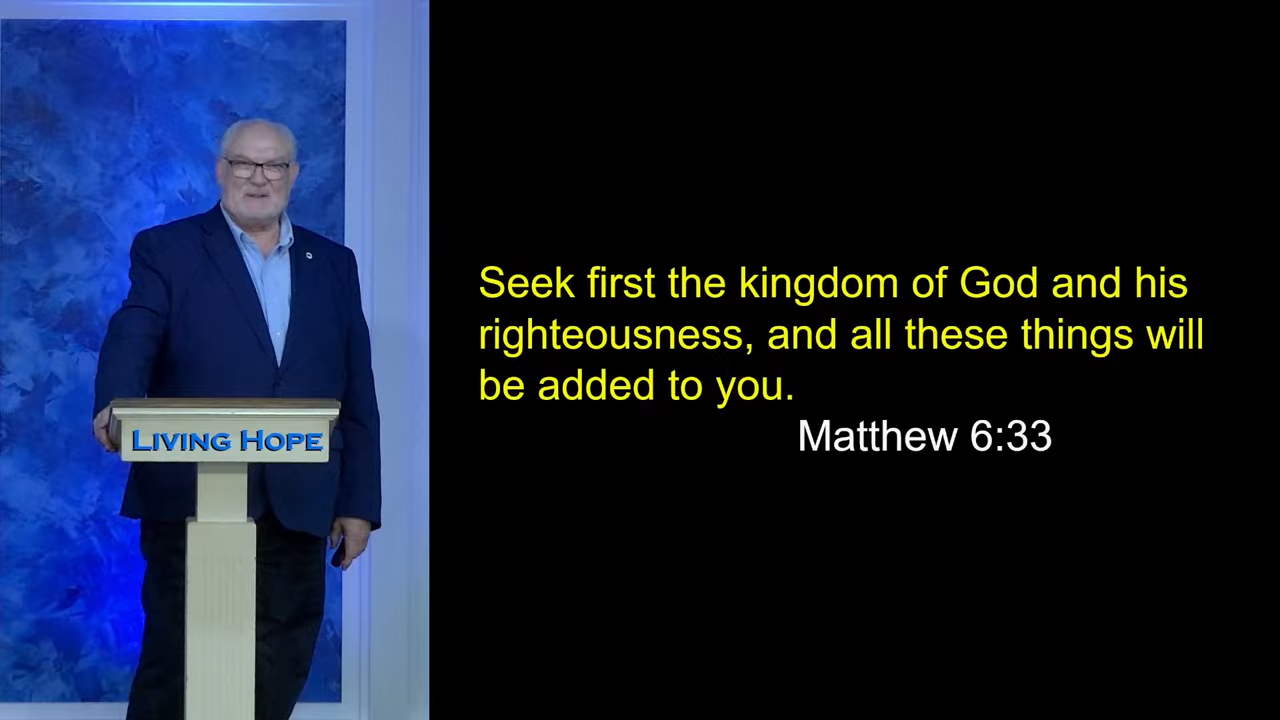 LIVING HOPE
Seek first the kingdom of God and his
righteousness, and all these things will
be added to you.
Matthew 6:33